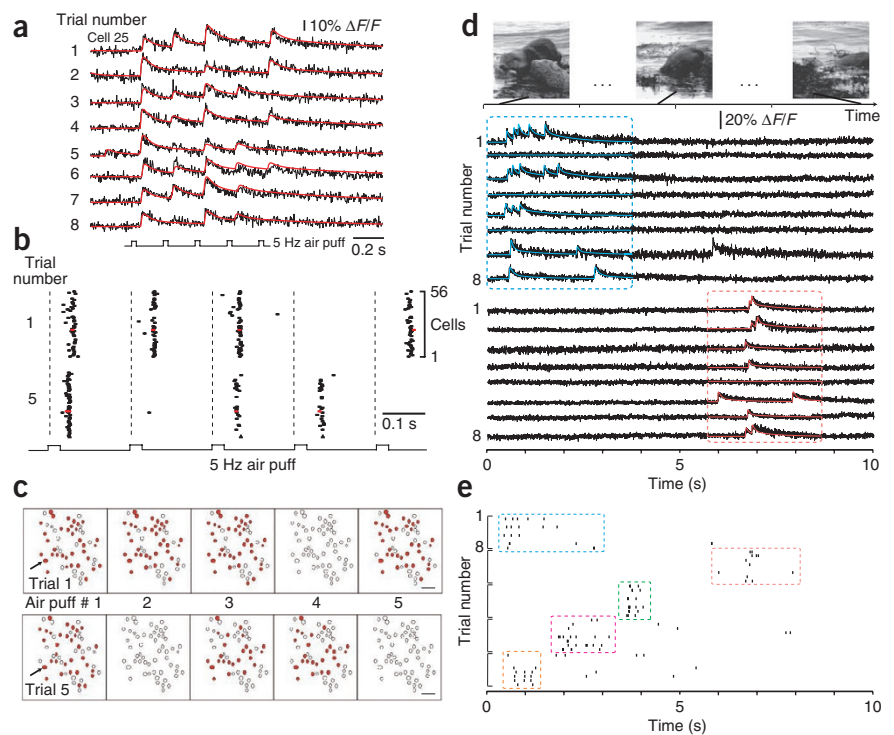 a
Trial number
Cell 25
10% ΔF/F
1
2
3
4
5
6
7
8
5 Hz air puff
0.2 s
b
Trial
number
1
5
56
Cells
1
0.1 s
5 Hz air puff
c
Trial 1
Air puff # 1 2 3 4 5
Trial 5
d
...
...
Time
20% ΔF/F
Trial number
1
8
1
8
0 5 10
Time (s)
e
Trial number
1
8
0 5 10
Time (s)